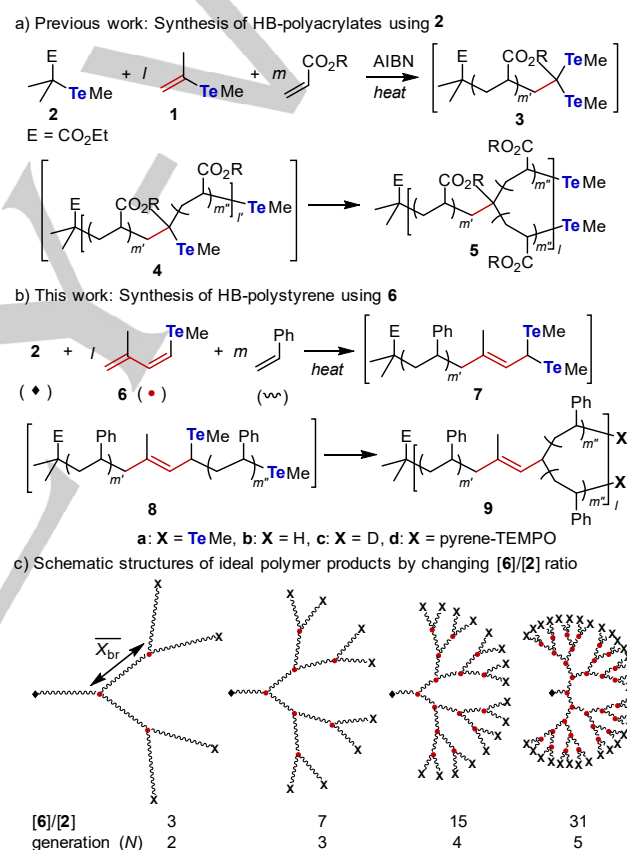 a) Previous work: Synthesis of HB-polyacrylates using 2
E
TeMe
2
+ l
TeMe
1
+ m
CO2R
AIBN
heat
E
CO2R
TeMe
TeMe
m'
3
E = CO2Et
E
CO2R
CO2R
m'
TeMe
m"
l'
TeMe
4
E
CO2R
RO2C
m'
m"
TeMe
TeMe
m"
l
RO2C
5
b) This work: Synthesis of HB-polystyrene using 6
2 + l
TeMe
6 (•)
+ m
Ph
heat
E
Ph
TeMe
TeMe
m'
7
(♦)
E
Ph
TeMe
Ph
m'
m"
TeMe
8
E
Ph
Ph
m'
m"
X
X
m"
l
Ph
9
a: X = TeMe, b: X = H, c: X = D, d: X = pyrene-TEMPO
c) Schematic structures of ideal polymer products by changing [6]/[2] ratio
Xbr
X X X X
X X X X X X X X
X X X X X X X X X X X X X X X X
[6]/[2] 3 7 15 31
generation (N) 2 3 4 5